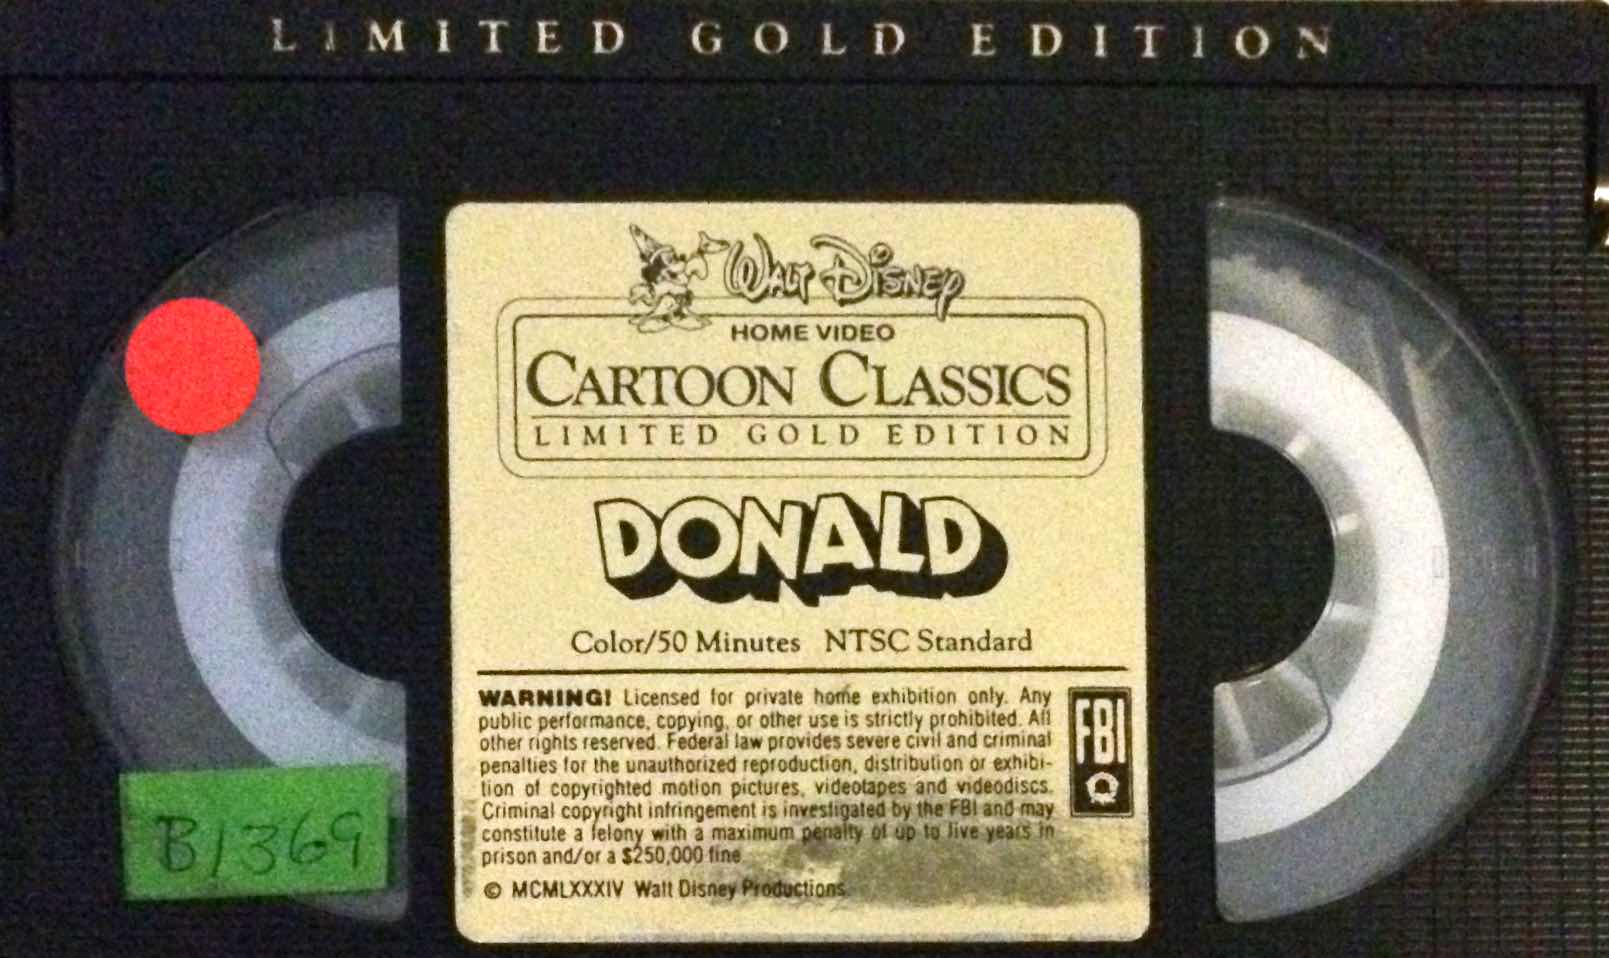 LIMITED GOLD EDITION
WALT DISNEY
HOME VIDEO
CARTOON CLASSICS
LIMITED GOLD EDITION
DONALD
Color/50 Minutes NTSC Standard
WARNING! Licensed for private home exhibition only. Any
public performance, copying, or other use is strictly prohibited. All
other rights reserved. Federal law provides severe civil and criminal
penalties for the unauthorized reproduction, distribution or exhibi-
tion of copyrighted motion pictures, videotapes and videodiscs.
Criminal copyright infringement is investigated by the FBI and may
constitute a felony with a maximum penalty of up to five years in
prison and/or a $250,000 fine
FBI
© MCMLXXXIV Walt Disney Productions.
B/369